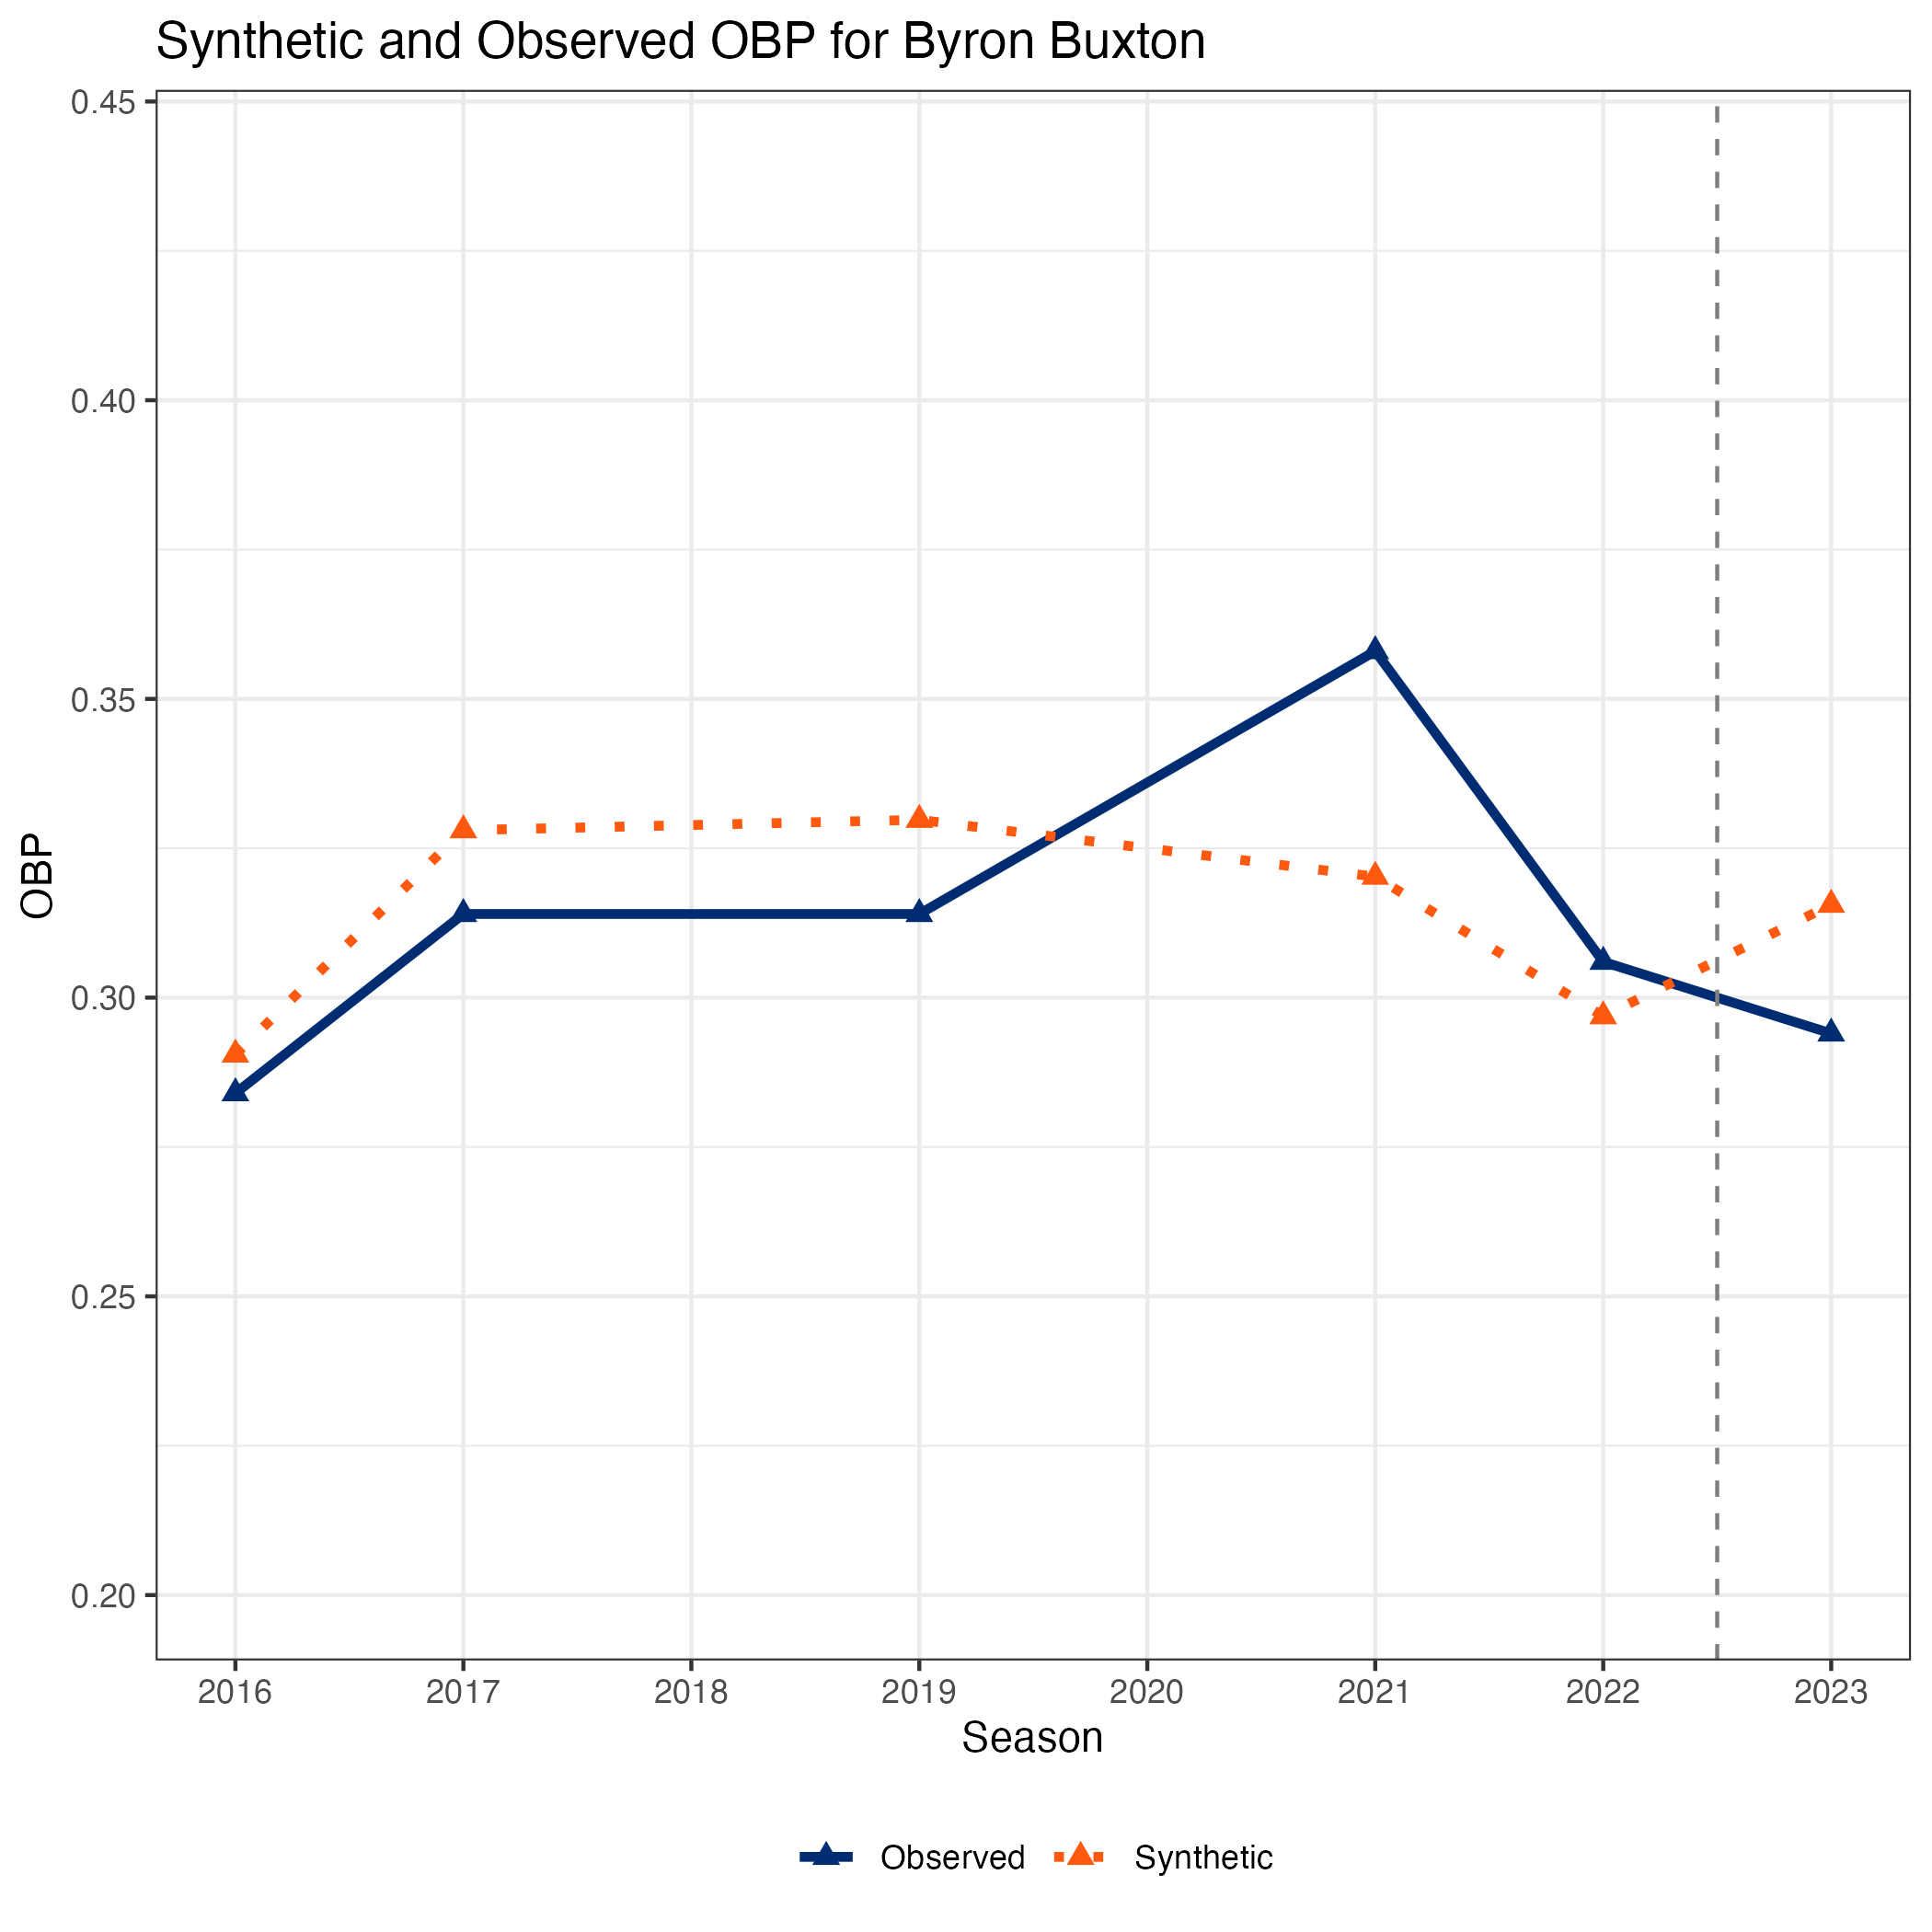 Synthetic and Observed OBP for Byron Buxton
0.45
0.40
0.35
0.30
0.25
0.20
OBP
2016 2017 2018 2019 2020 2021 2022 2023
Season
Observed Synthetic